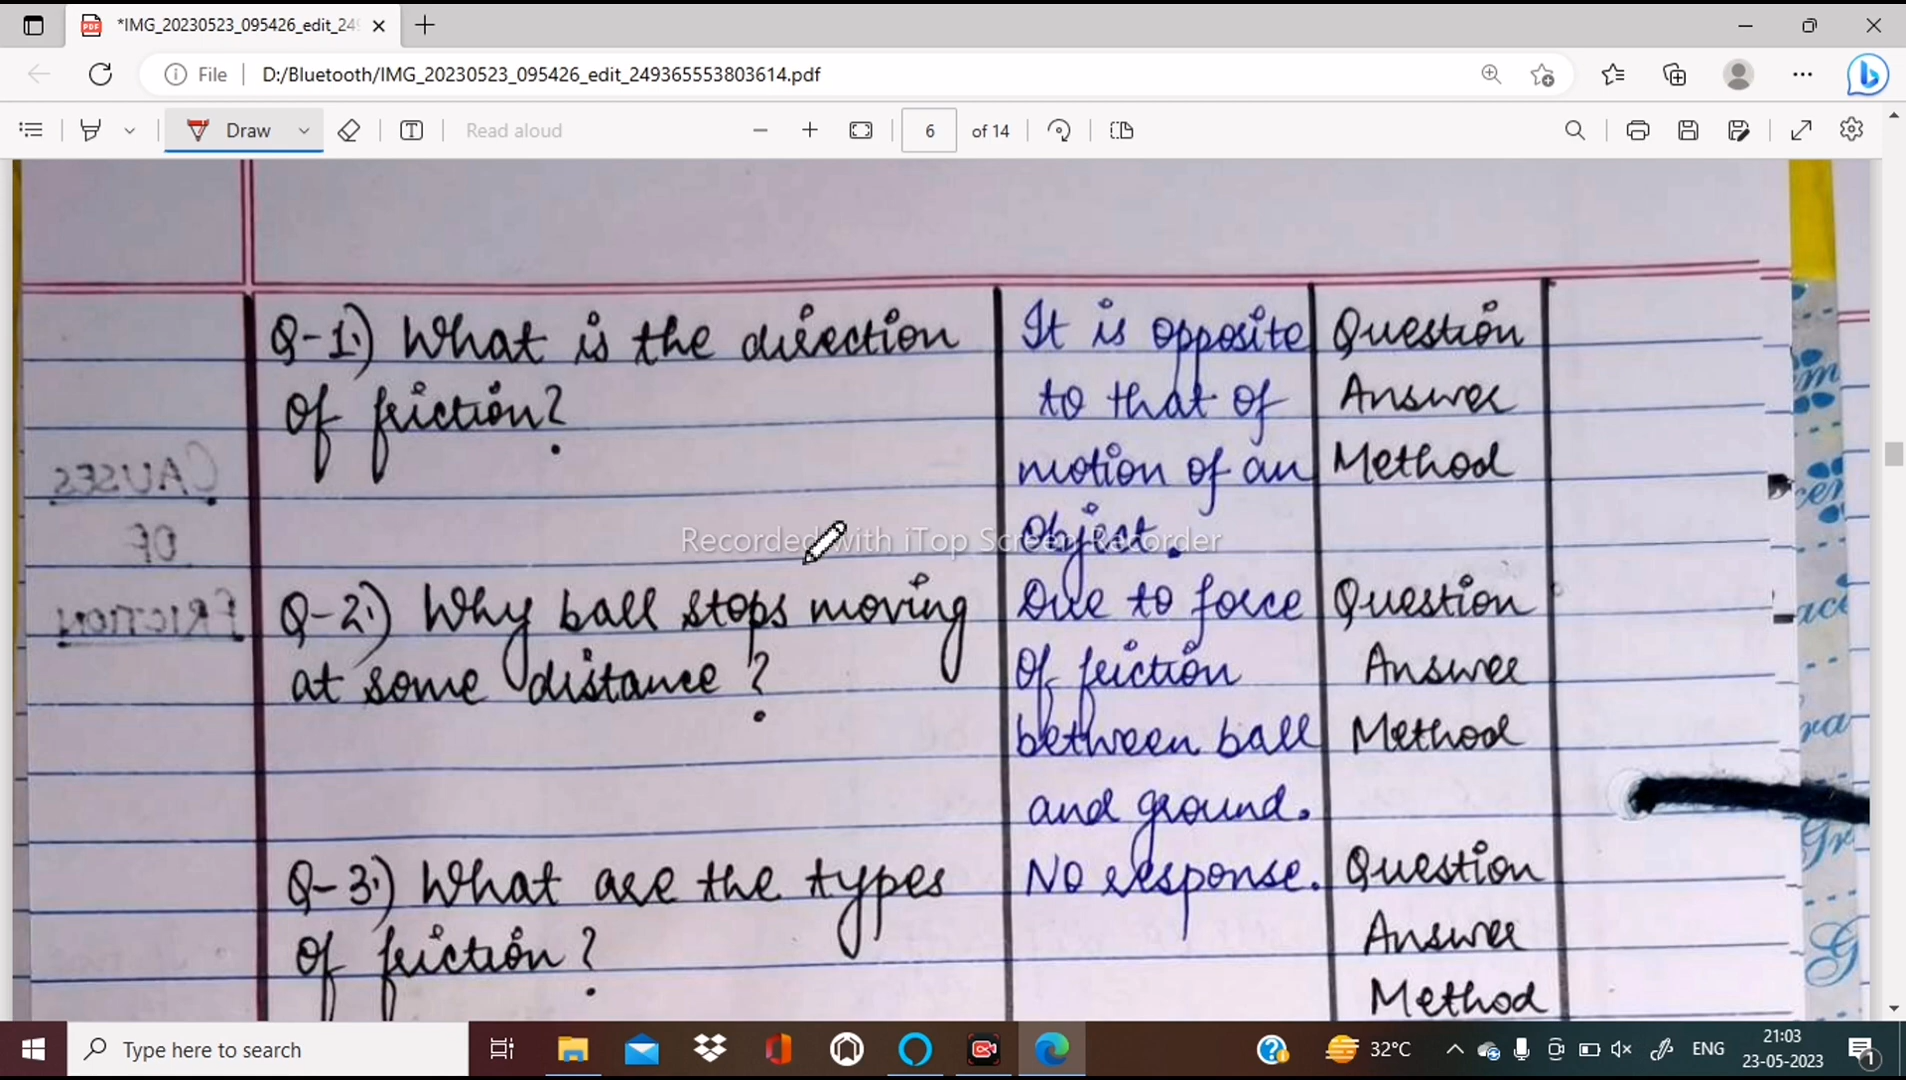 *IMG_20230523_095426_edit_249
File D:/Bluetooth/IMG_20230523_095426_edit_249365553803614.pdf
Draw Read aloud 6 of 14
Q-1.) What is the direction
of friction?
It is opposite
to that of
motion of an
object.
Question
Answer
Method
CAUSES
OF
FRICTION
Recorded with iTop Screen Recorder
Q-2.) Why ball stops moving
at some distance?
Due to force
of friction
between ball
and ground.
Question
Answer
Method
Q-3.) What are the types
of friction?
No response.
Question
Answer
Method
Type here to search
32°C ENG
21:03
23-05-2023
1